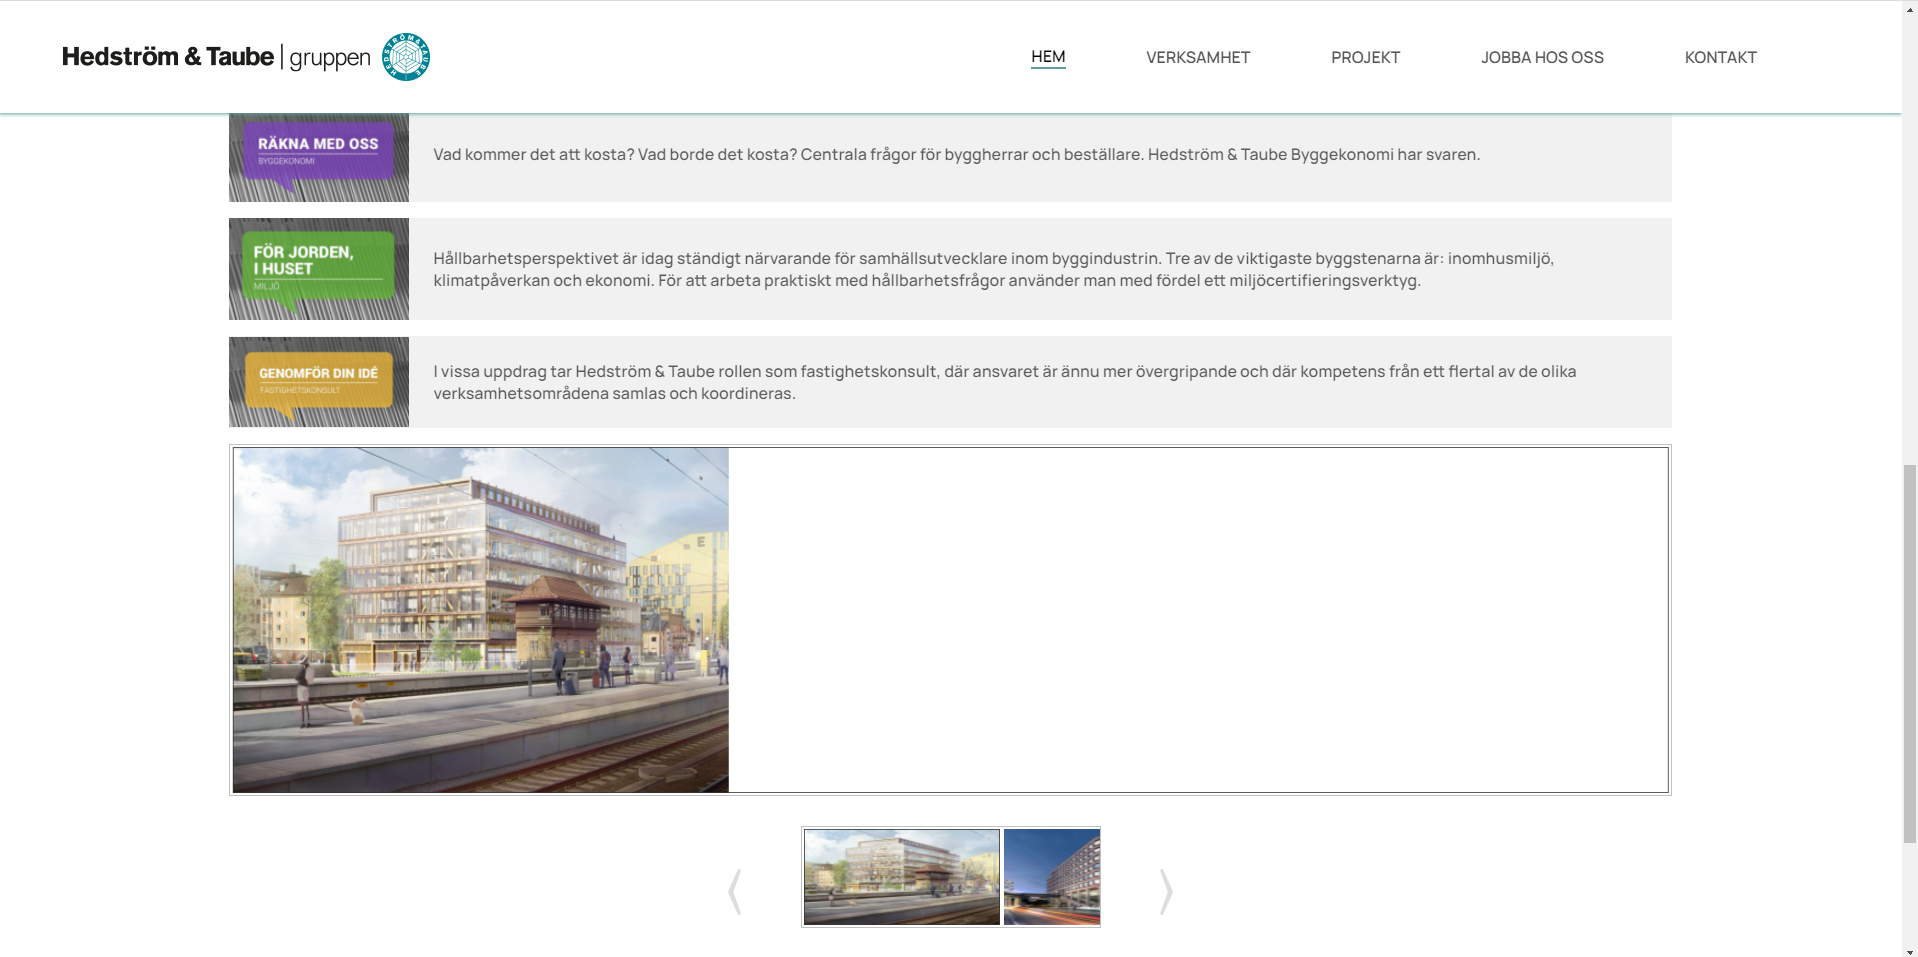 Hedström & Taube | gruppen
HEDSTRÖM & TAUBE
HEM
VERKSAMHET
PROJEKT
JOBBA HOS OSS
KONTAKT
RÄKNA MED OSS
BYGGEKONOMI
Vad kommer det att kosta? Vad borde det kosta? Centrala frågor för byggherrar och beställare. Hedström & Taube Byggekonomi har svaren.
FÖR JORDEN,
I HUSET
MILJÖ
Hållbarhetsperspektivet är idag ständigt närvarande för samhällsutvecklare inom byggindustrin. Tre av de viktigaste byggstenarna är: inomhusmiljö,
klimatpåverkan och ekonomi. För att arbeta praktiskt med hållbarhetsfrågor använder man med fördel ett miljöcertifieringsverktyg.
GENOMFÖR DIN IDÉ
FASTIGHETSKONSULT
I vissa uppdrag tar Hedström & Taube rollen som fastighetskonsult, där ansvaret är ännu mer övergripande och där kompetens från ett flertal av de olika
verksamhetsområdena samlas och koordineras.
E